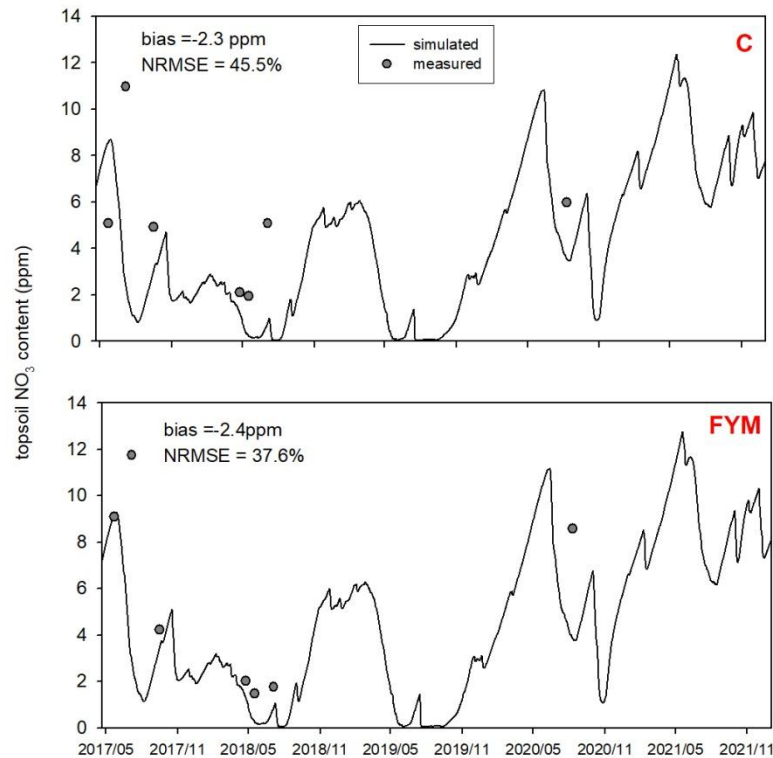 14
12
10
8
6
4
2
0
bias =-2.3 ppm
NRMSE = 45.5%
simulated
measured
C
topsoil NO3 content (ppm)
14
12
10
8
6
4
2
0
bias =-2.4ppm
NRMSE = 37.6%
FYM
2017/05 2017/11 2018/05 2018/11 2019/05 2019/11 2020/05 2020/11 2021/05 2021/11